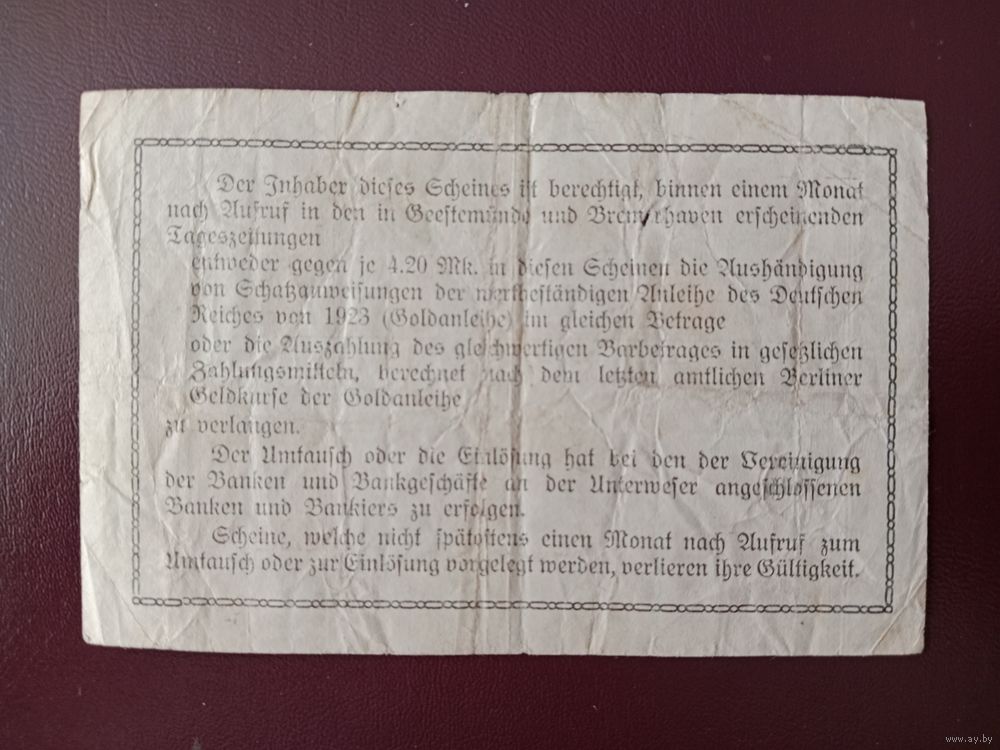 Der Inhaber dieses Scheines ist berechtigt, binnen einem Monat
nach Aufruf in den in Geestemünde und Bremerhaven erscheinenden
Tageszeitungen
entweder gegen je 4.20 Mk. in diesen Scheinen die Aushändigung
von Schatzanweisungen der wertbeständigen Anleihe des Deutschen
Reiches von 1923 (Goldanleihe) im gleichen Betrage
oder die Auszahlung des gleichwertigen Barbetrages in gesetzlichen
Zahlungsmitteln, berechnet nach dem letzten amtlichen Berliner
Geldkurse der Goldanleihe
zu verlangen.
Der Umtausch oder die Einlösung hat bei den der Vereinigung
der Banken und Bankgeschäfte an der Unterweser angeschlossenen
Banken und Bankiers zu erfolgen.
Scheine, welche nicht spätostens einen Monat nach Aufruf zum
Umtausch oder zur Einlösung vorgelegt werden, verlieren ihre Gültigkeit.
www.ay.by